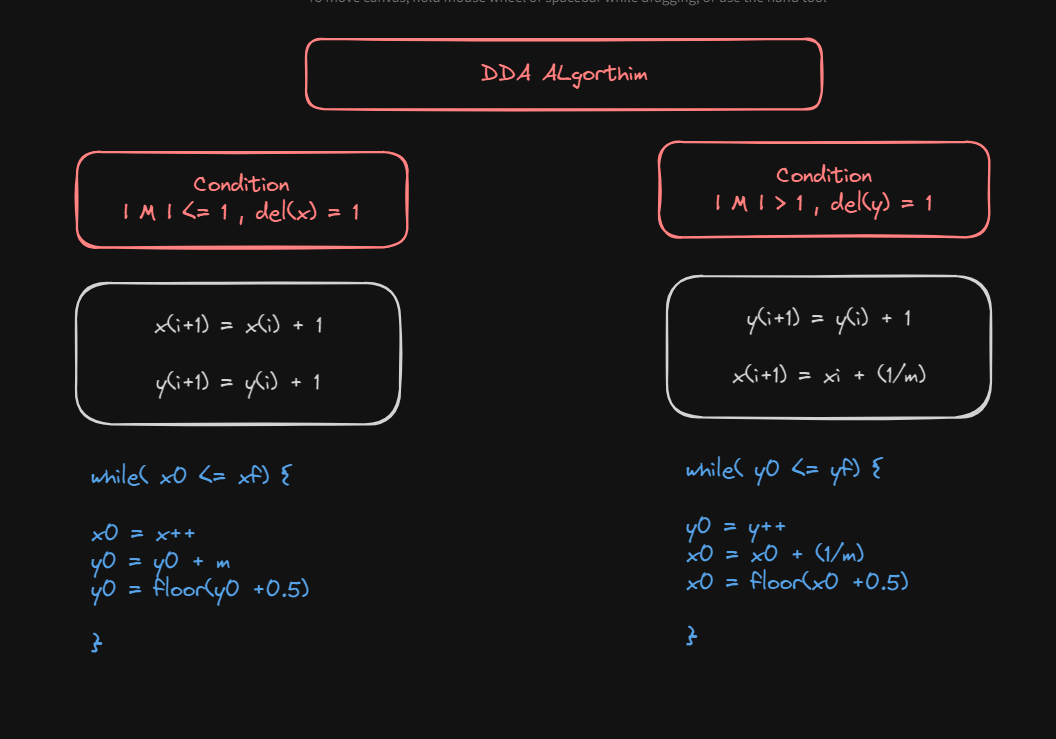 To move canvas, hold mouse wheel or spacebar while dragging, or use the hand tool
DDA ALgorthim
Condition
| M | <= 1 , del(x) = 1
x(i+1) = x(i) + 1
y(i+1) = y(i) + 1
while( x0 <= xf) {
x0 = x++
y0 = y0 + m
y0 = floor(y0 +0.5)
}
Condition
| M | > 1 , del(y) = 1
y(i+1) = y(i) + 1
x(i+1) = xi + (1/m)
while( y0 <= yf) {
y0 = y++
x0 = x0 + (1/m)
x0 = floor(x0 +0.5)
}